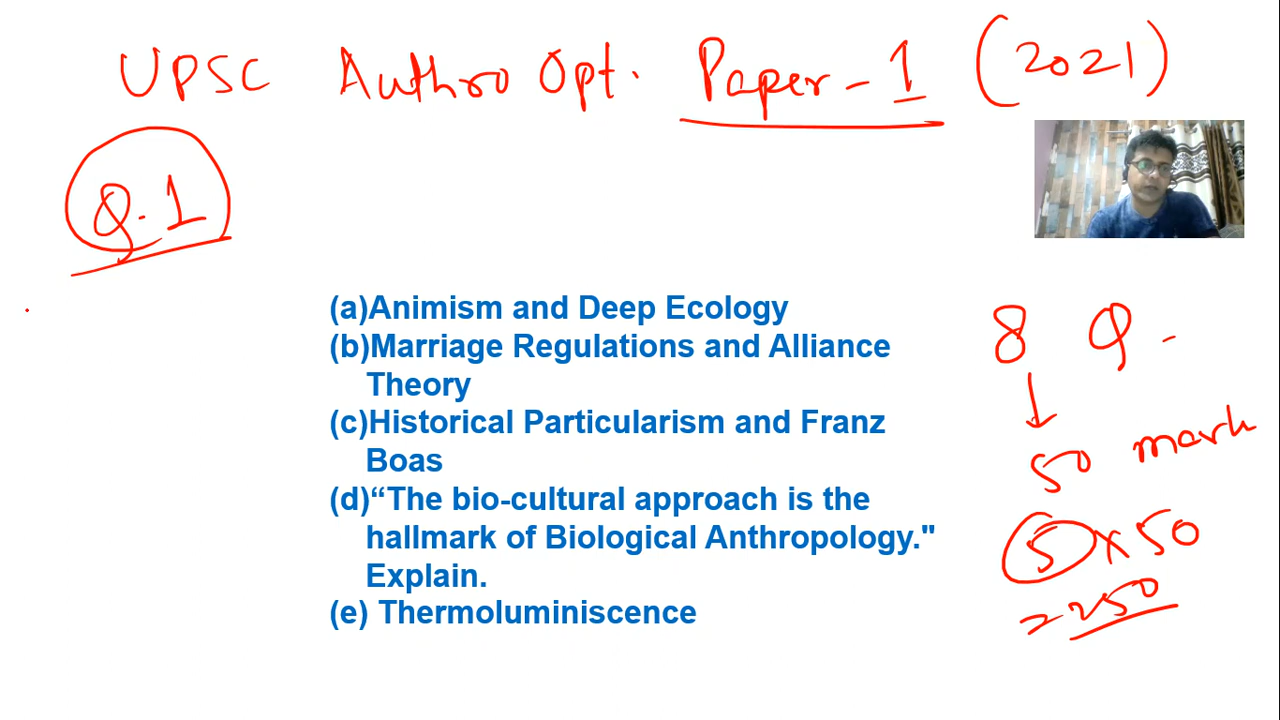 UPSC Anthro Opt. Paper - 1 (2021)
Q.1
(a)Animism and Deep Ecology
(b)Marriage Regulations and Alliance
Theory
(c)Historical Particularism and Franz
Boas
(d)“The bio-cultural approach is the
hallmark of Biological Anthropology."
Explain.
(e) Thermoluminiscence
8 Q -
50 mark
5 x 50
= 250